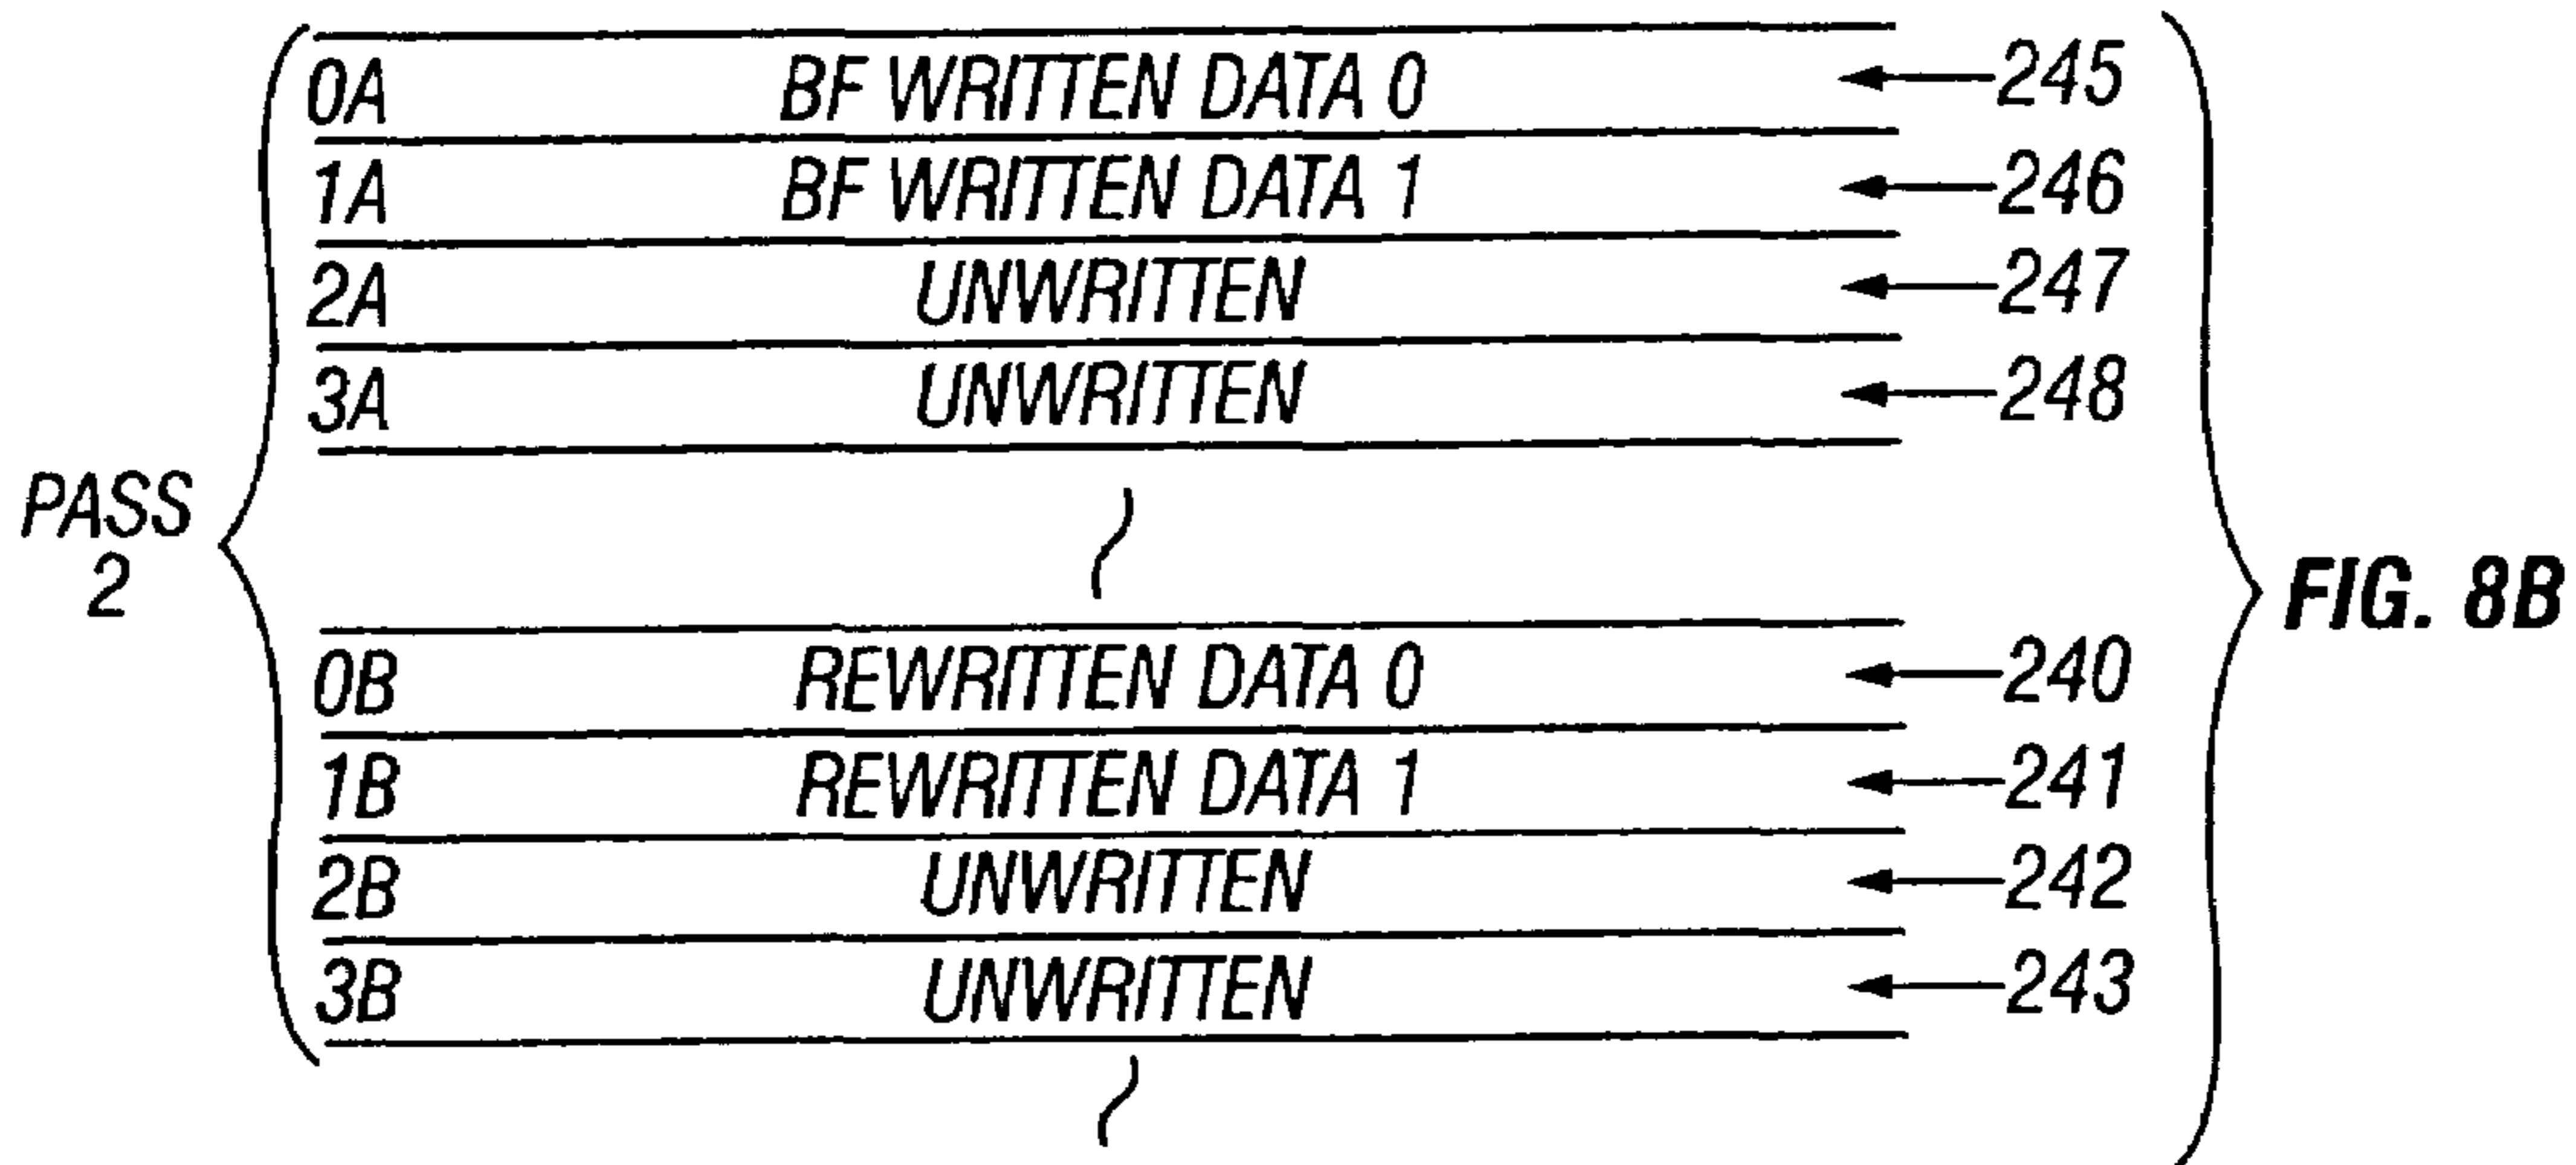 0A BF WRITTEN DATA 0 245
1A BF WRITTEN DATA 1 246
2A UNWRITTEN 247
3A UNWRITTEN 248
PASS
2
FIG. 8B
0B REWRITTEN DATA 0 240
1B REWRITTEN DATA 1 241
2B UNWRITTEN 242
3B UNWRITTEN 243